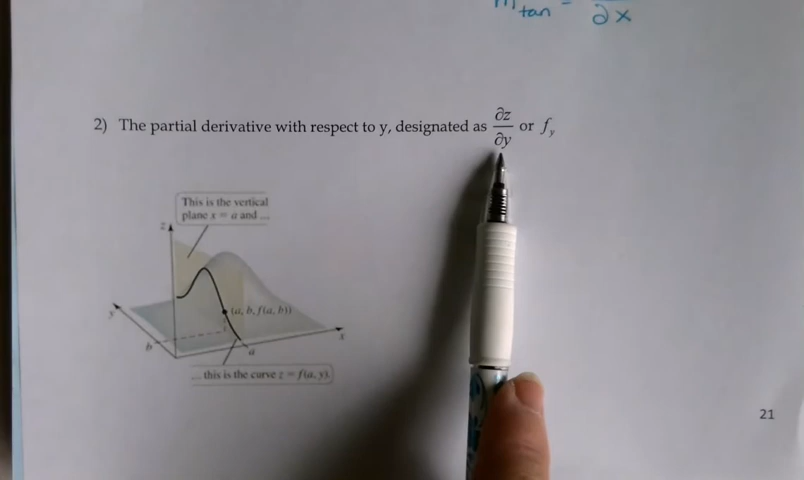 m tan = ∂x
2) The partial derivative with respect to y, designated as ∂z/∂y or f_y
This is the vertical
plane x = a and ...
z
(a, b, f(a, b))
y
x
b
a
... this is the curve z = f(a, y).
21